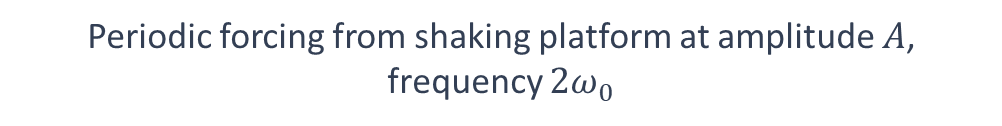 Periodic forcing from shaking platform at amplitude 𝐴,
frequency 2𝜔₀